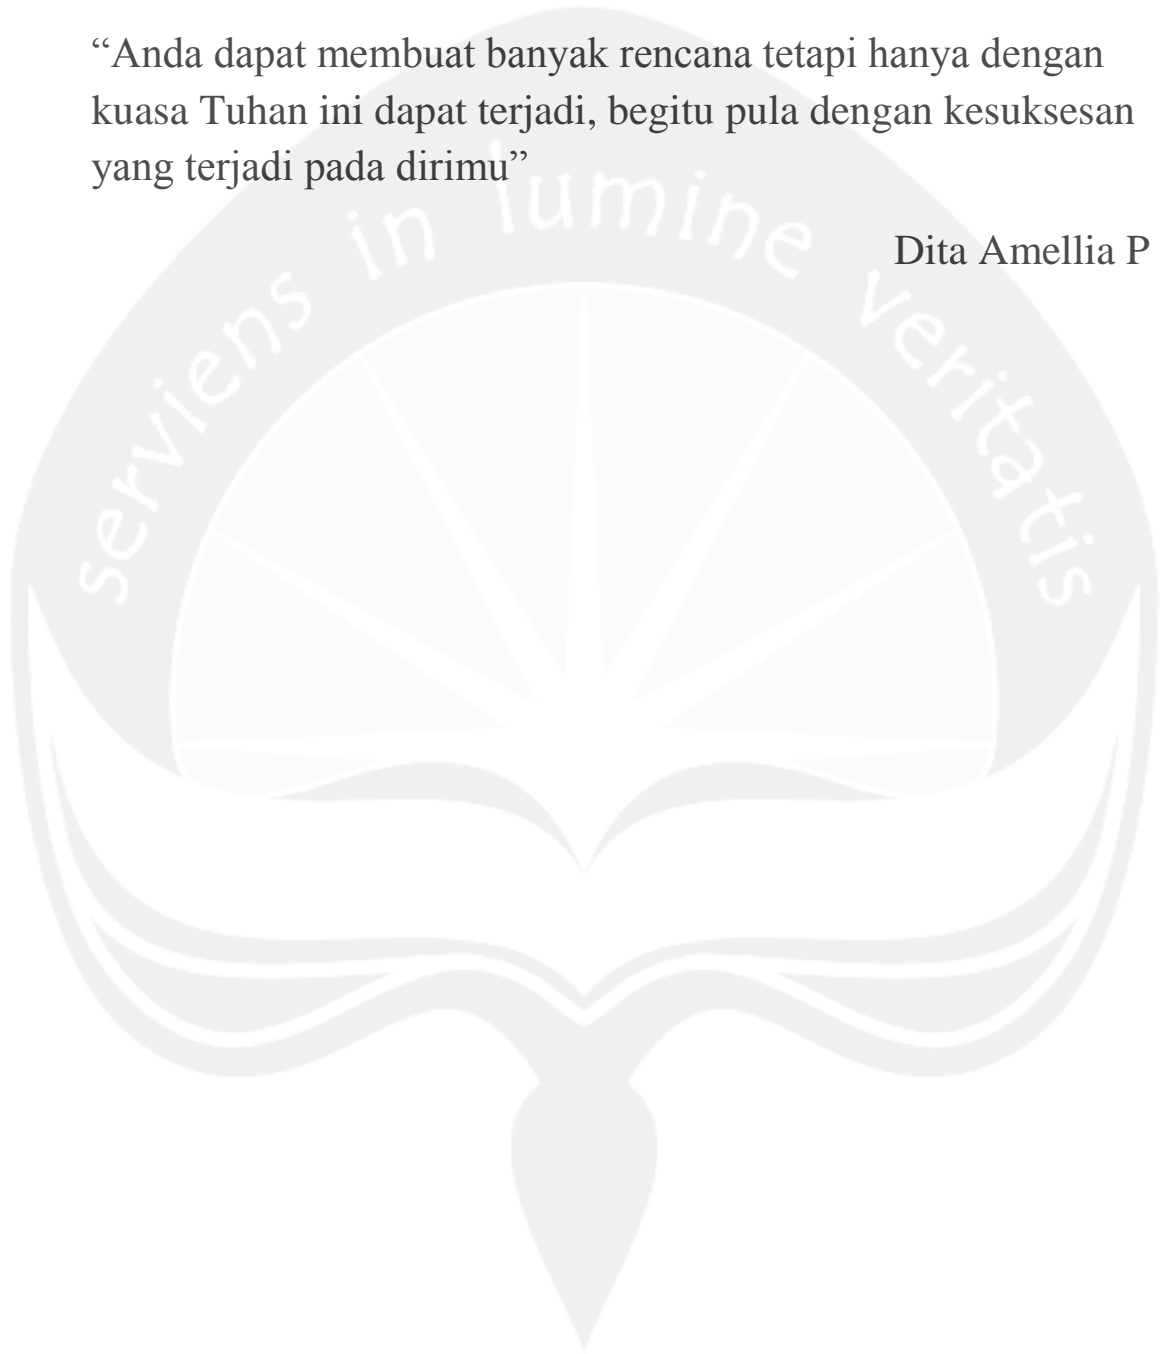 “Anda dapat membuat banyak rencana tetapi hanya dengan
kuasa Tuhan ini dapat terjadi, begitu pula dengan kesuksesan
yang terjadi pada dirimu”
Dita Amellia P
serviens in lumine veritatis